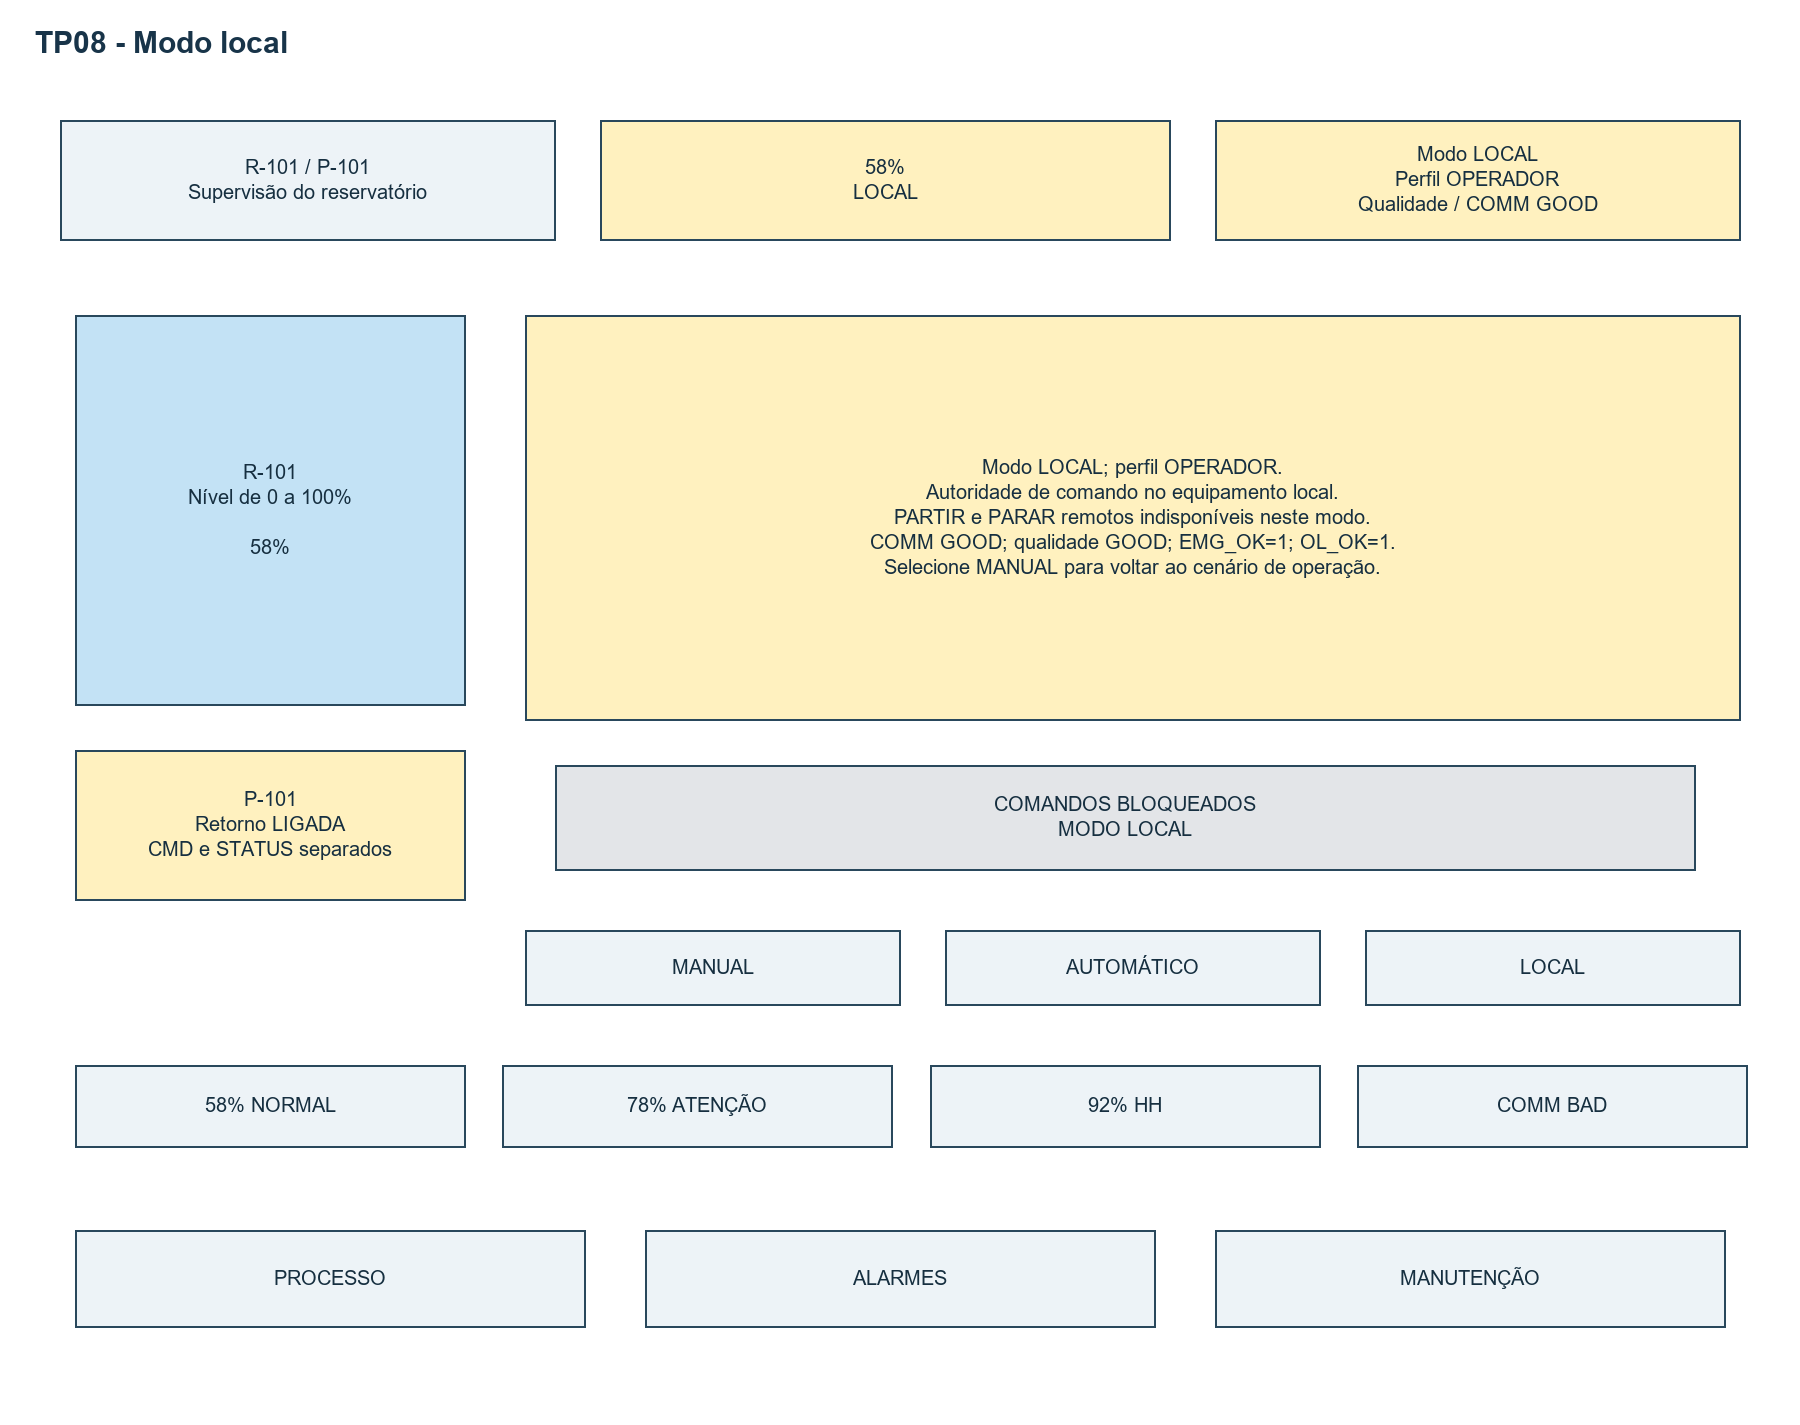 TP08 - Modo local
R-101 / P-101
Supervisão do reservatório
58%
LOCAL
Modo LOCAL
Perfil OPERADOR
Qualidade / COMM GOOD
R-101
Nível de 0 a 100%
58%
Modo LOCAL; perfil OPERADOR.
Autoridade de comando no equipamento local.
PARTIR e PARAR remotos indisponíveis neste modo.
COMM GOOD; qualidade GOOD; EMG_OK=1; OL_OK=1.
Selecione MANUAL para voltar ao cenário de operação.
P-101
Retorno LIGADA
CMD e STATUS separados
COMANDOS BLOQUEADOS
MODO LOCAL
MANUAL
AUTOMÁTICO
LOCAL
58% NORMAL
78% ATENÇÃO
92% HH
COMM BAD
PROCESSO
ALARMES
MANUTENÇÃO